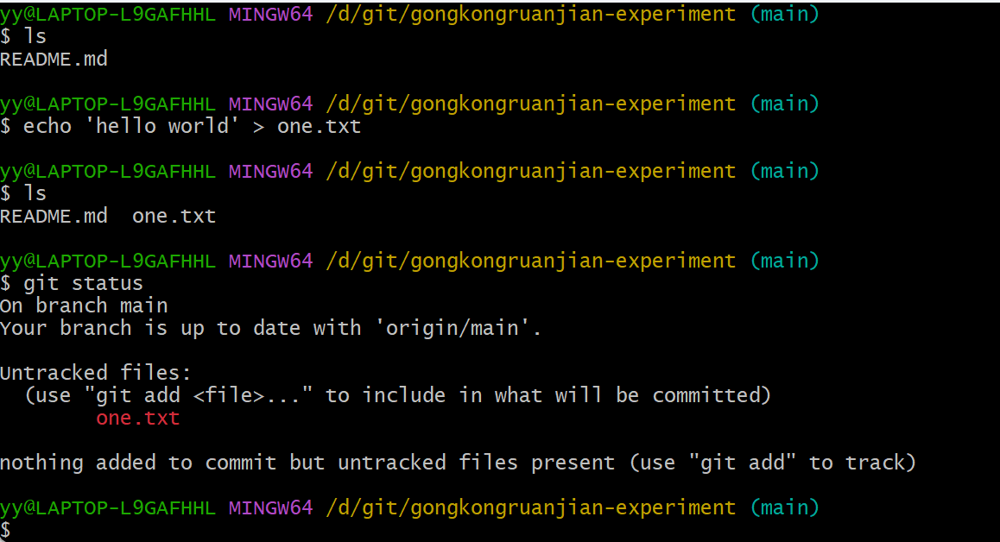 yy@LAPTOP-L9GAFHHL MINGW64 /d/git/gongkongruanjian-experiment (main)
$ ls
README.md
yy@LAPTOP-L9GAFHHL MINGW64 /d/git/gongkongruanjian-experiment (main)
$ echo 'hello world' > one.txt
yy@LAPTOP-L9GAFHHL MINGW64 /d/git/gongkongruanjian-experiment (main)
$ ls
README.md  one.txt
yy@LAPTOP-L9GAFHHL MINGW64 /d/git/gongkongruanjian-experiment (main)
$ git status
On branch main
Your branch is up to date with 'origin/main'.
Untracked files:
  (use "git add <file>..." to include in what will be committed)
        one.txt
nothing added to commit but untracked files present (use "git add" to track)
yy@LAPTOP-L9GAFHHL MINGW64 /d/git/gongkongruanjian-experiment (main)
$